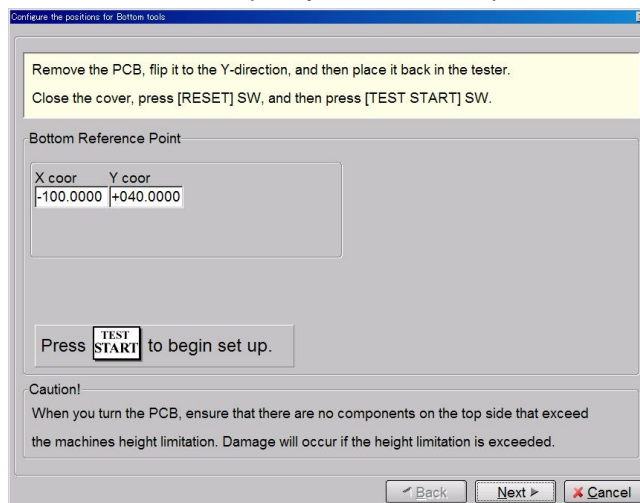 Configure the positions for Bottom tools
Remove the PCB, flip it to the Y-direction, and then place it back in the tester.
Close the cover, press [RESET] SW, and then press [TEST START] SW.
Bottom Reference Point
X coor Y coor
-100.0000 +040.0000
Press TEST START to begin set up.
Caution!
When you turn the PCB, ensure that there are no components on the top side that exceed
the machines height limitation. Damage will occur if the height limitation is exceeded.
Back Next Cancel